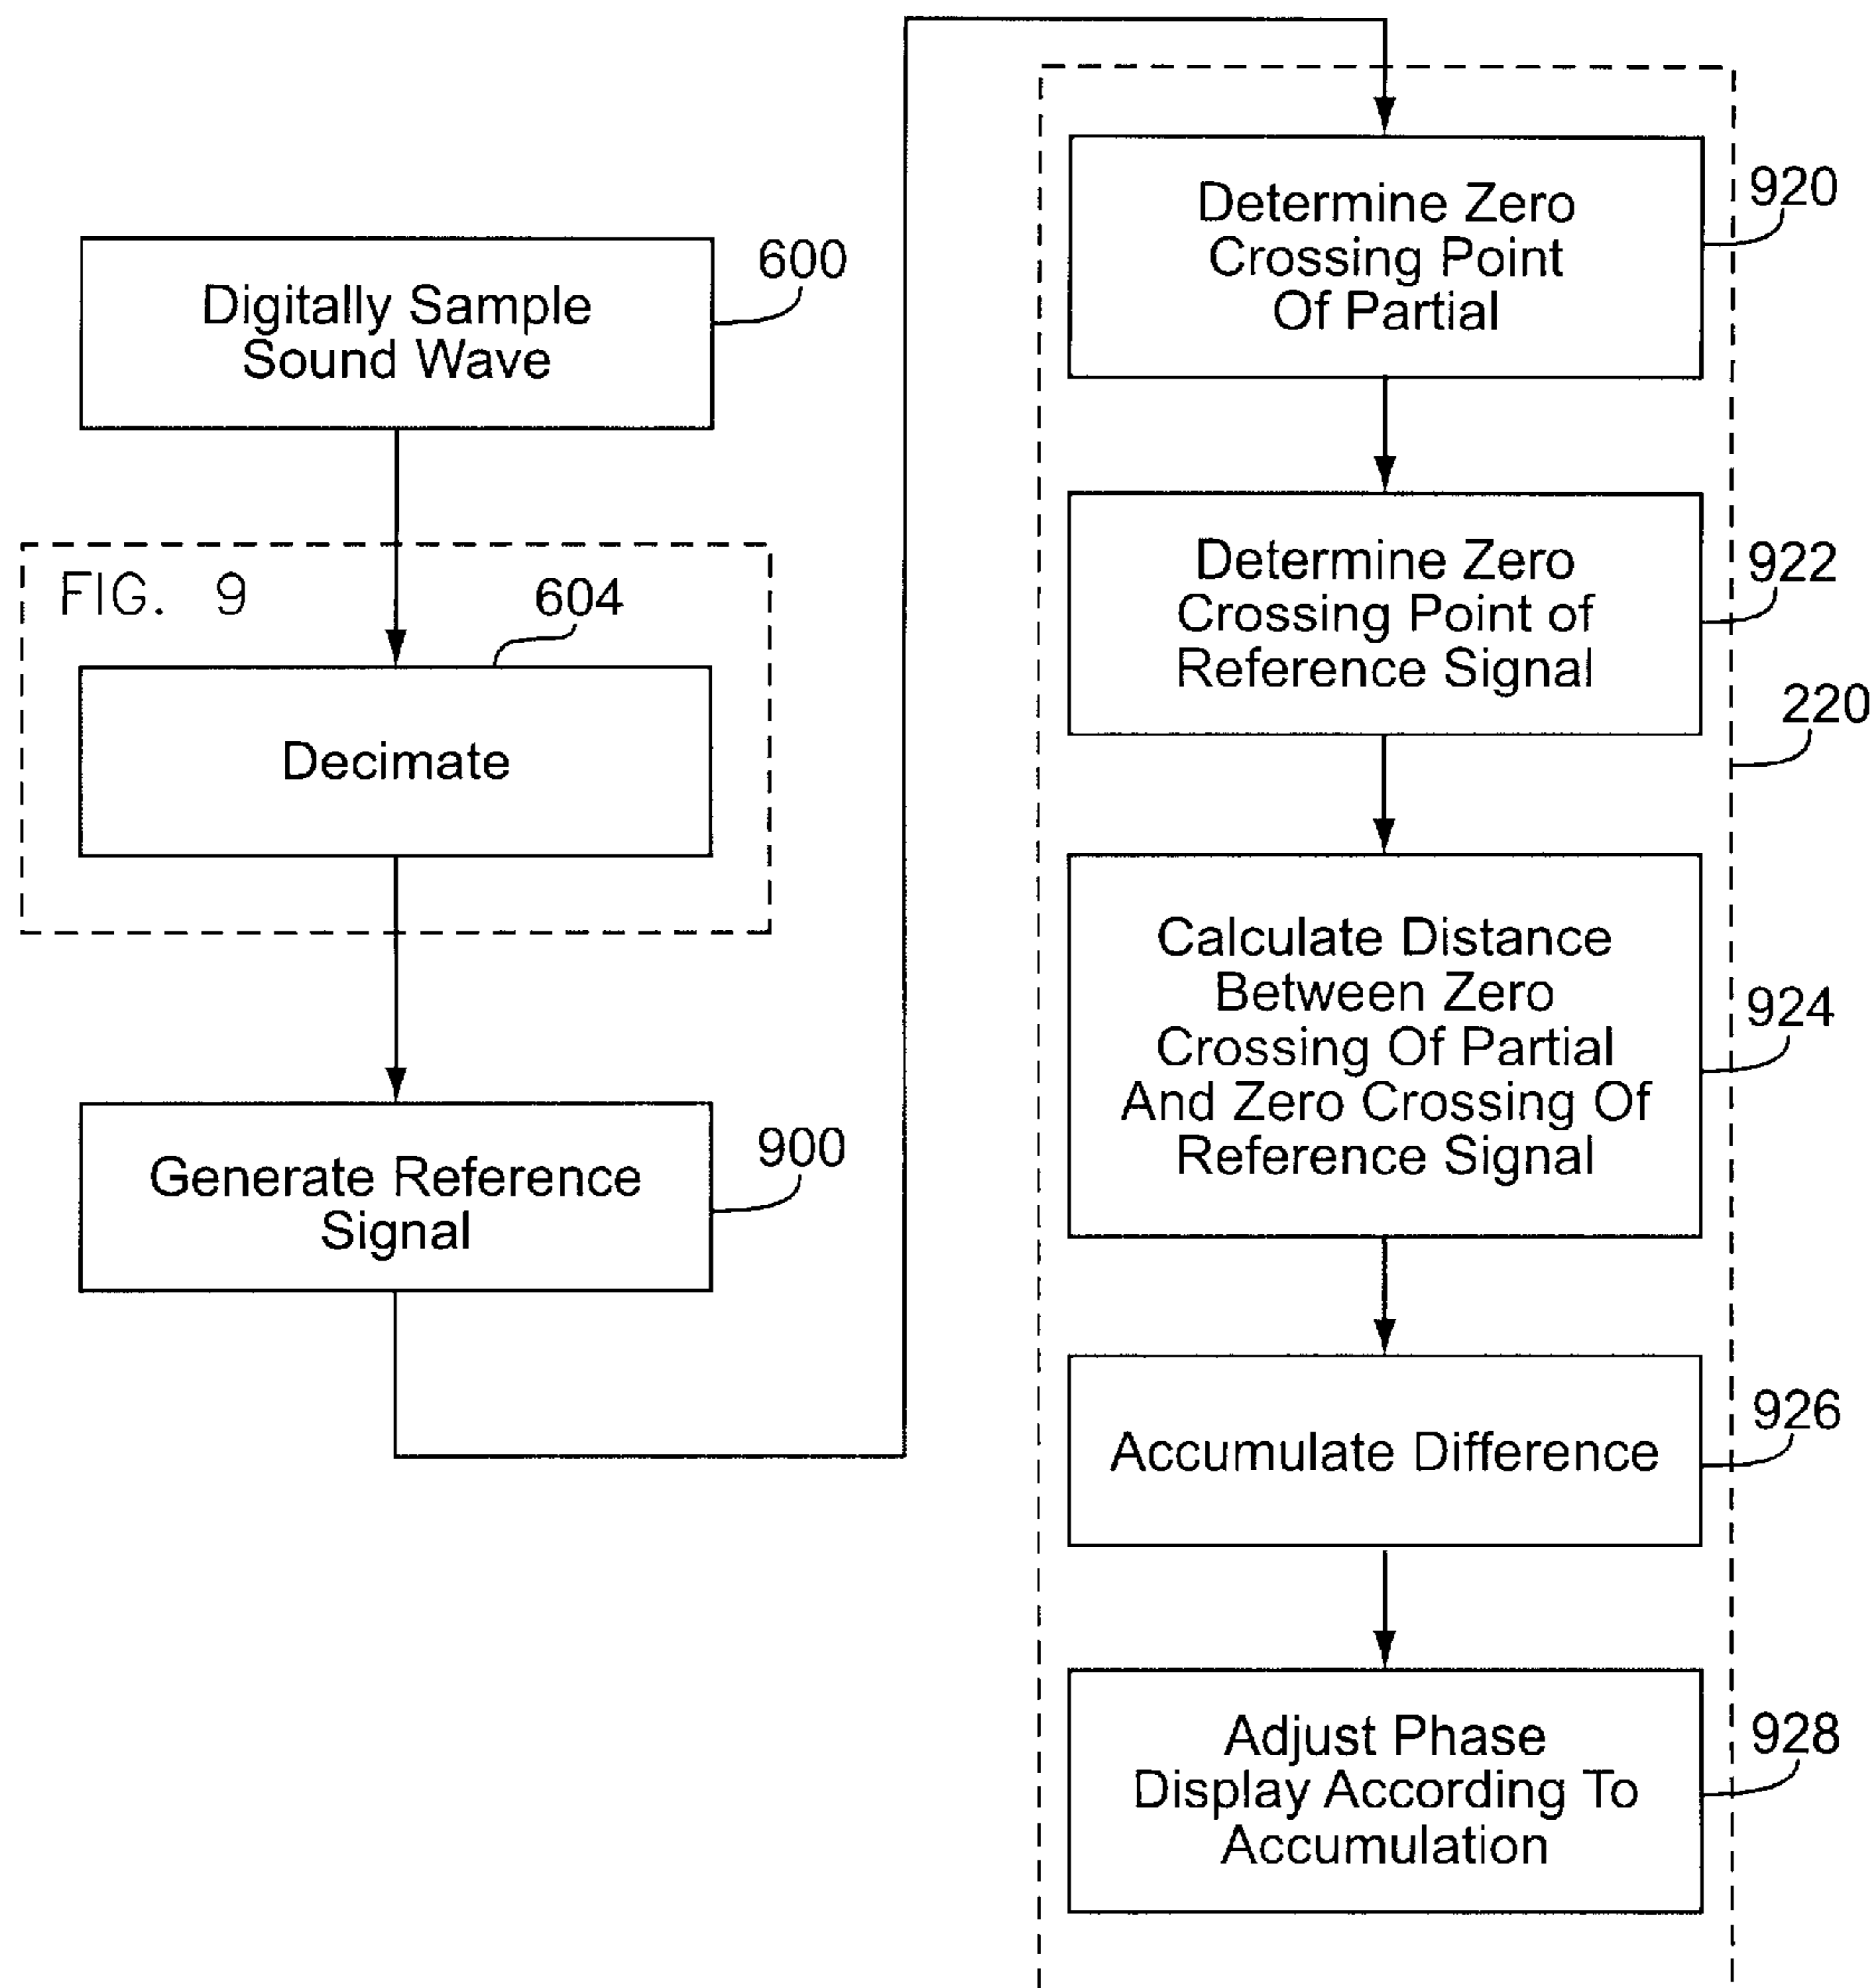 Digitally Sample
Sound Wave
600
FIG. 9
604
Decimate
Generate Reference
Signal
900
Determine Zero
Crossing Point
Of Partial
920
Determine Zero
Crossing Point of
Reference Signal
922
220
Calculate Distance
Between Zero
Crossing Of Partial
And Zero Crossing Of
Reference Signal
924
Accumulate Difference
926
Adjust Phase
Display According To
Accumulation
928